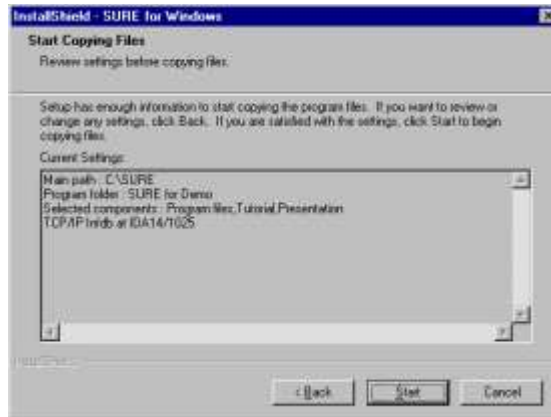 InstallShield - SURE for Windows
Start Copying Files
Review settings before copying files.
Setup has enough information to start copying the program files. If you want to review or
change any settings, click Back. If you are satisfied with the settings, click Start to begin
copying files.
Current Settings:
Main path : C:\SURE
Program folder : SURE for Demo
Selected components : Program files,Tutorial,Presentation
TCP/IP at IDA14/1025
< Back
Start
Cancel